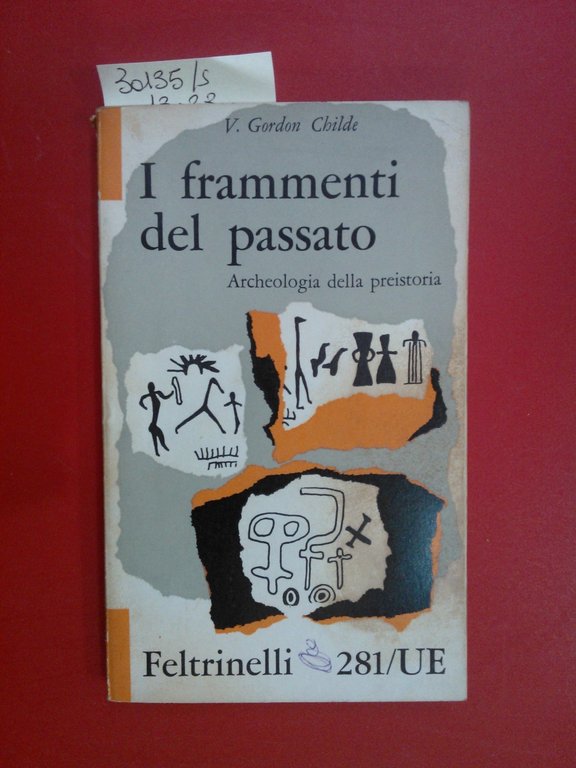 30135/s
V. Gordon Childe
I frammenti
del passato
Archeologia della preistoria
Feltrinelli 281/UE